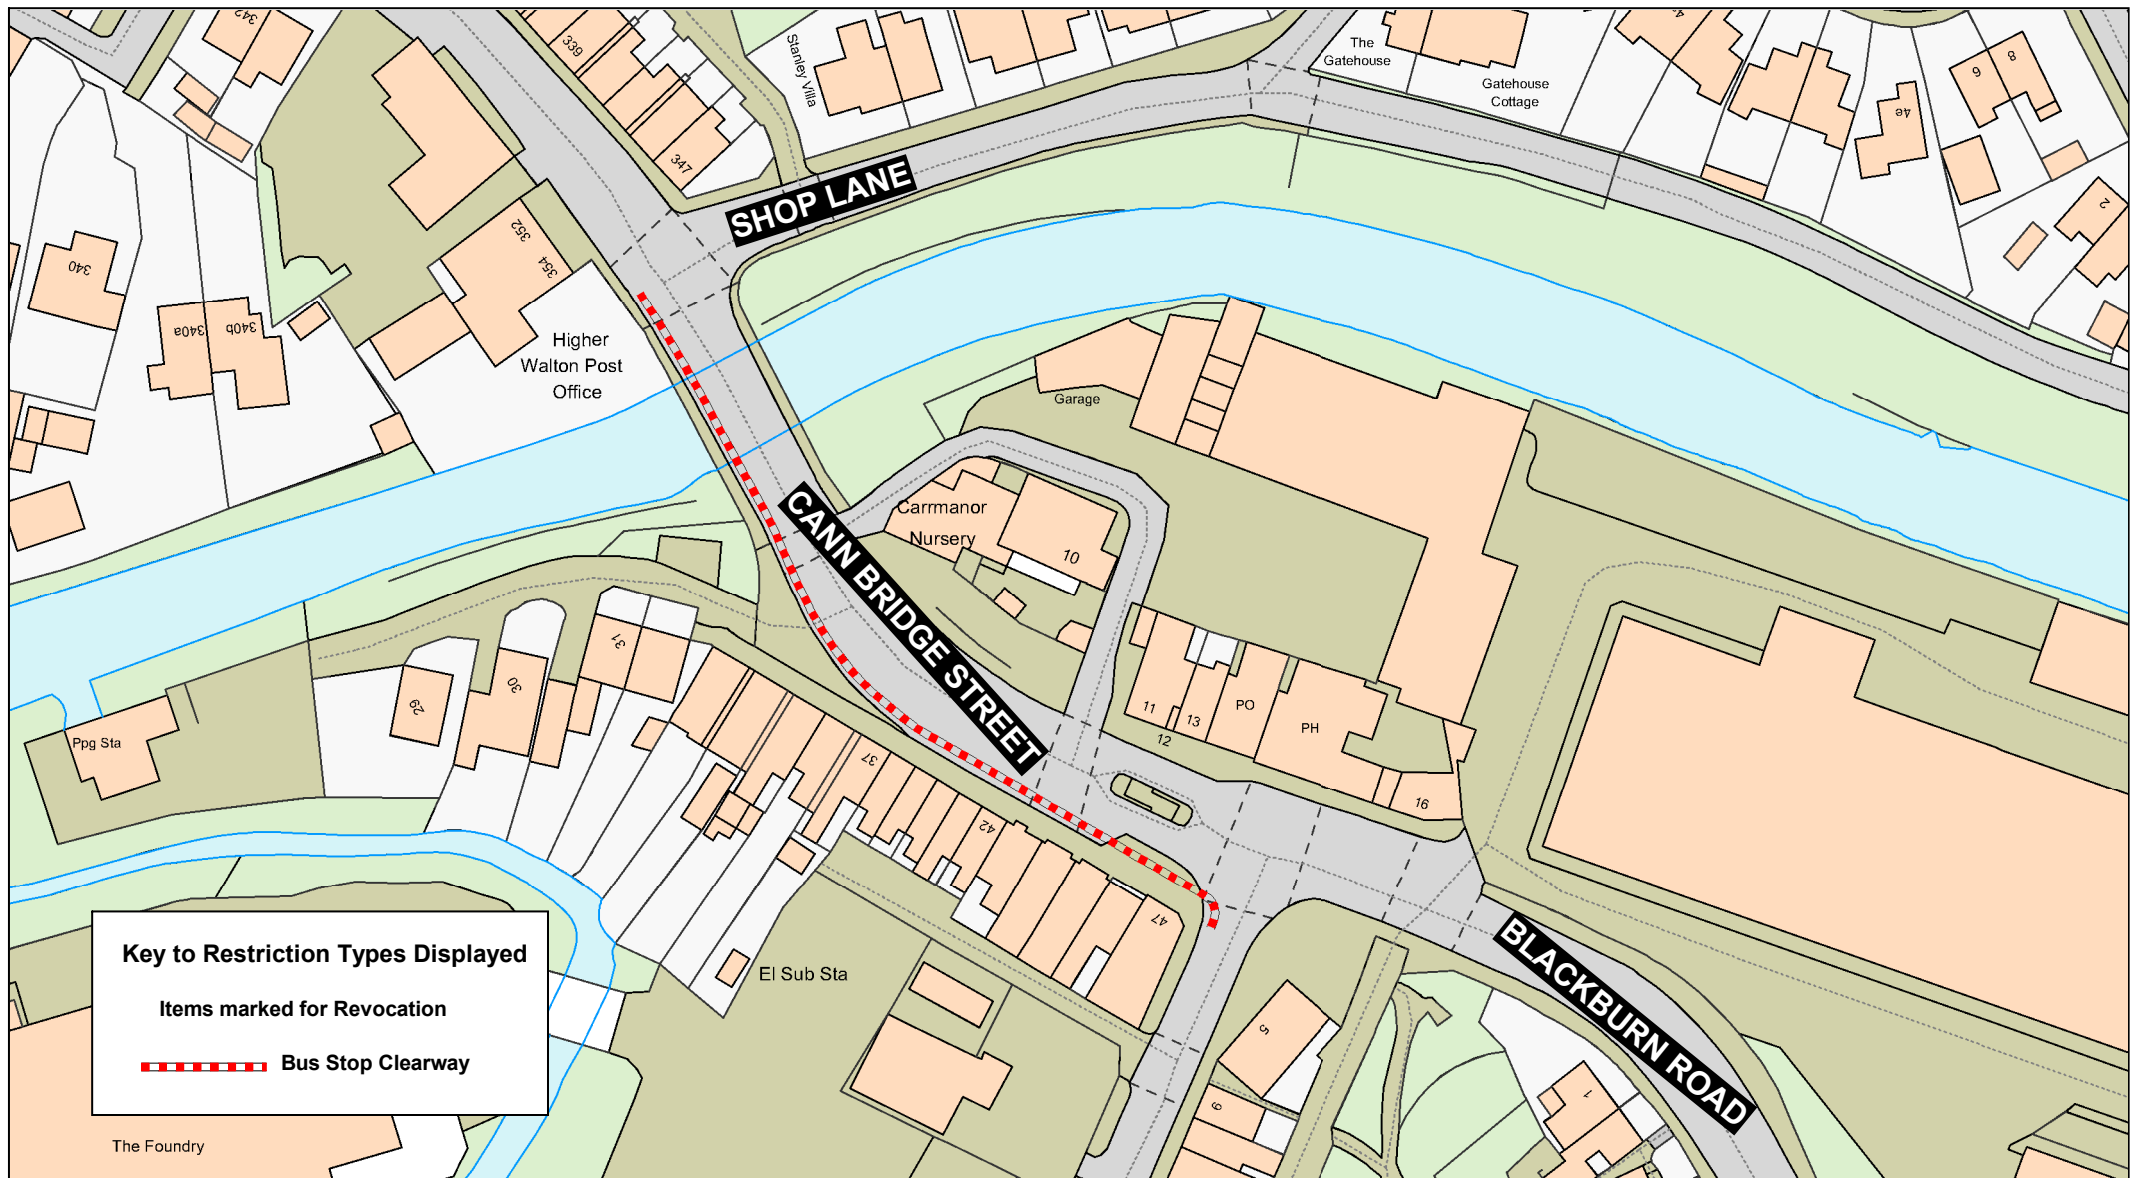 342
339
347
Stanley Villa
The
Gatehouse
Gatehouse
Cottage
4e
6
8
2
SHOP LANE
352
354
340
340a
340b
Higher
Walton Post
Office
Garage
Carrmanor
Nursery
10
CANN BRIDGE STREET
31
30
29
Ppg Sta
37
42
47
11
12
13
PO
PH
16
El Sub Sta
BLACKBURN ROAD
5
9
1
Key to Restriction Types Displayed
Items marked for Revocation
Bus Stop Clearway
The Foundry